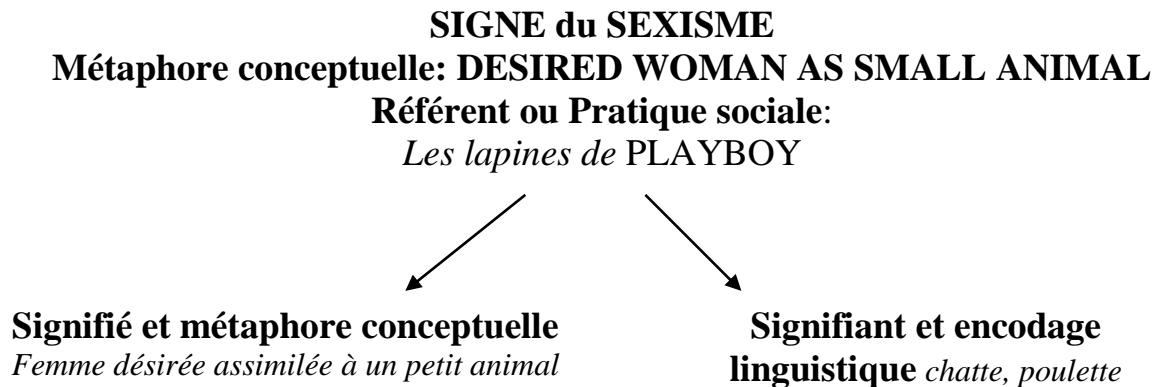 SIGNE du SEXISME
Métaphore conceptuelle: DESIRED WOMAN AS SMALL ANIMAL
Référent ou Pratique sociale:
Les lapines de PLAYBOY
Signifié et métaphore conceptuelle
Femme désirée assimilée à un petit animal
Signifiant et encodage
linguistique chatte, poulette